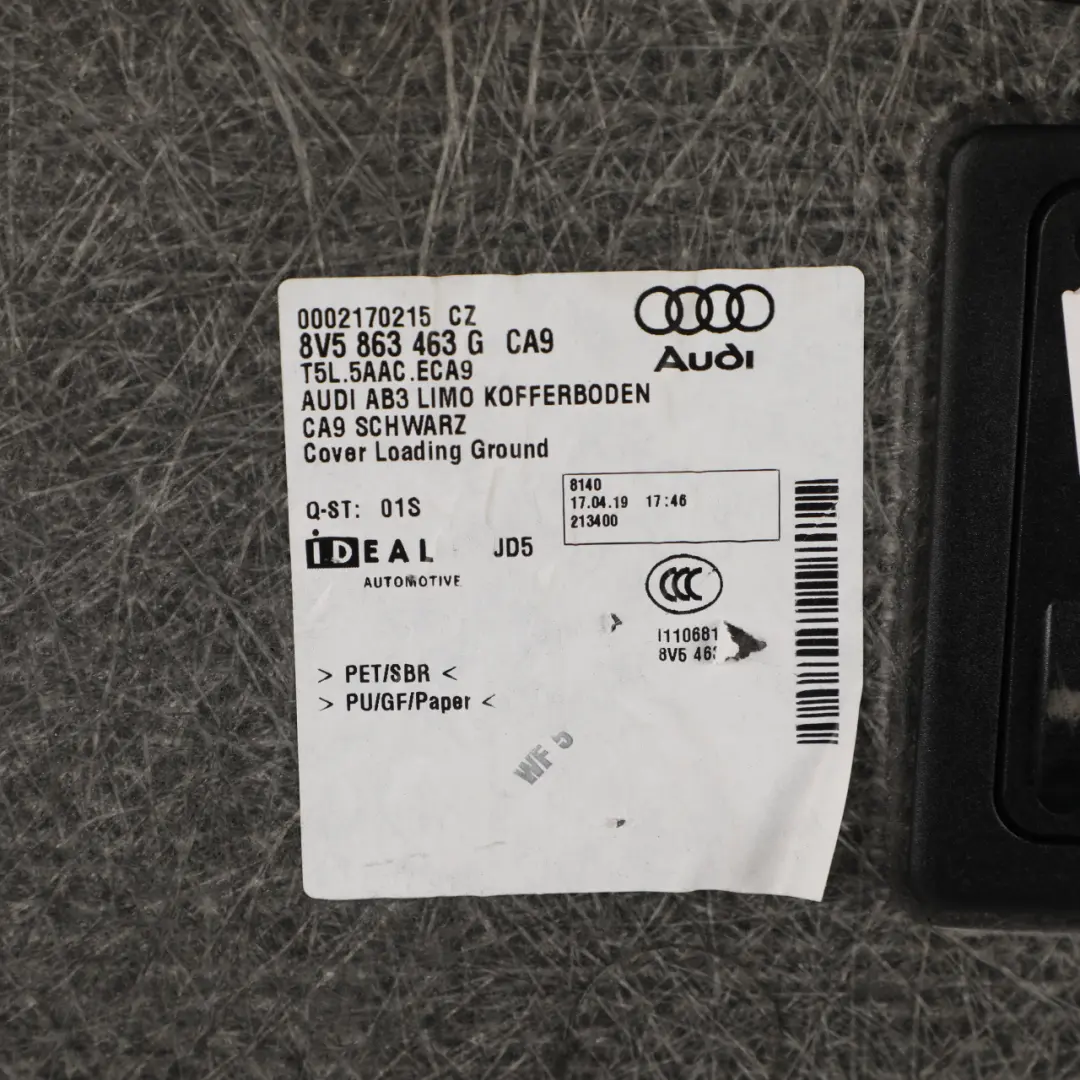 0002170215 CZ
8V5 863 463 G CA9
T5L.5AAC.ECA9
AUDI AB3 LIMO KOFFERBODEN
CA9 SCHWARZ
Cover Loading Ground
Audi
Q-ST: 01S
8140
17.04.19 17:46
213400
iDEAL JD5
AUTOMOTIVE
CCC
I110681
8V5
> PET/SBR <
> PU/GF/Paper <
WF 5